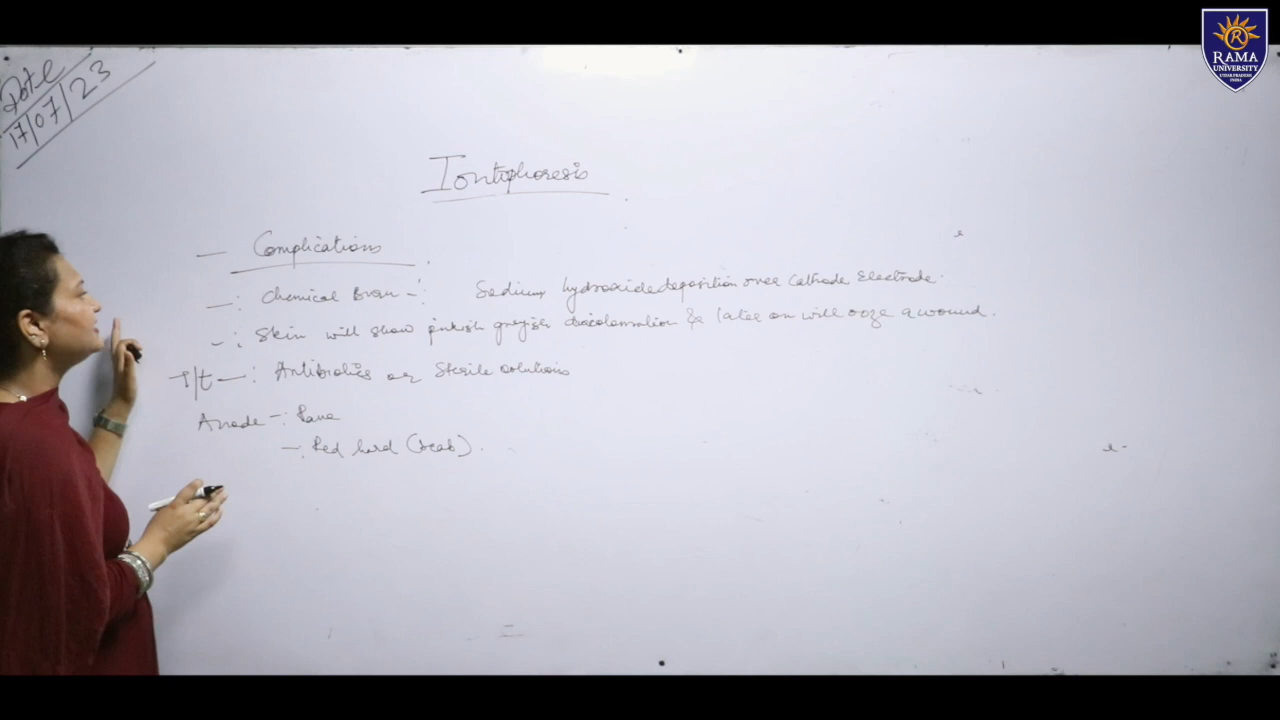 Date
17/07/23
RAMA
UNIVERSITY
UTTAR PRADESH
INDIA
Iontophoresis
— Complications
—: Chemical Burn -: Sodium hydroxide deposition over Cathode Electrode.
-: Skin will show pinkish greyish discolouration & later on will ooze a wound.
T/t —: Antibiotics or Sterile solutions
Anode -:
—: Red hard (scab).